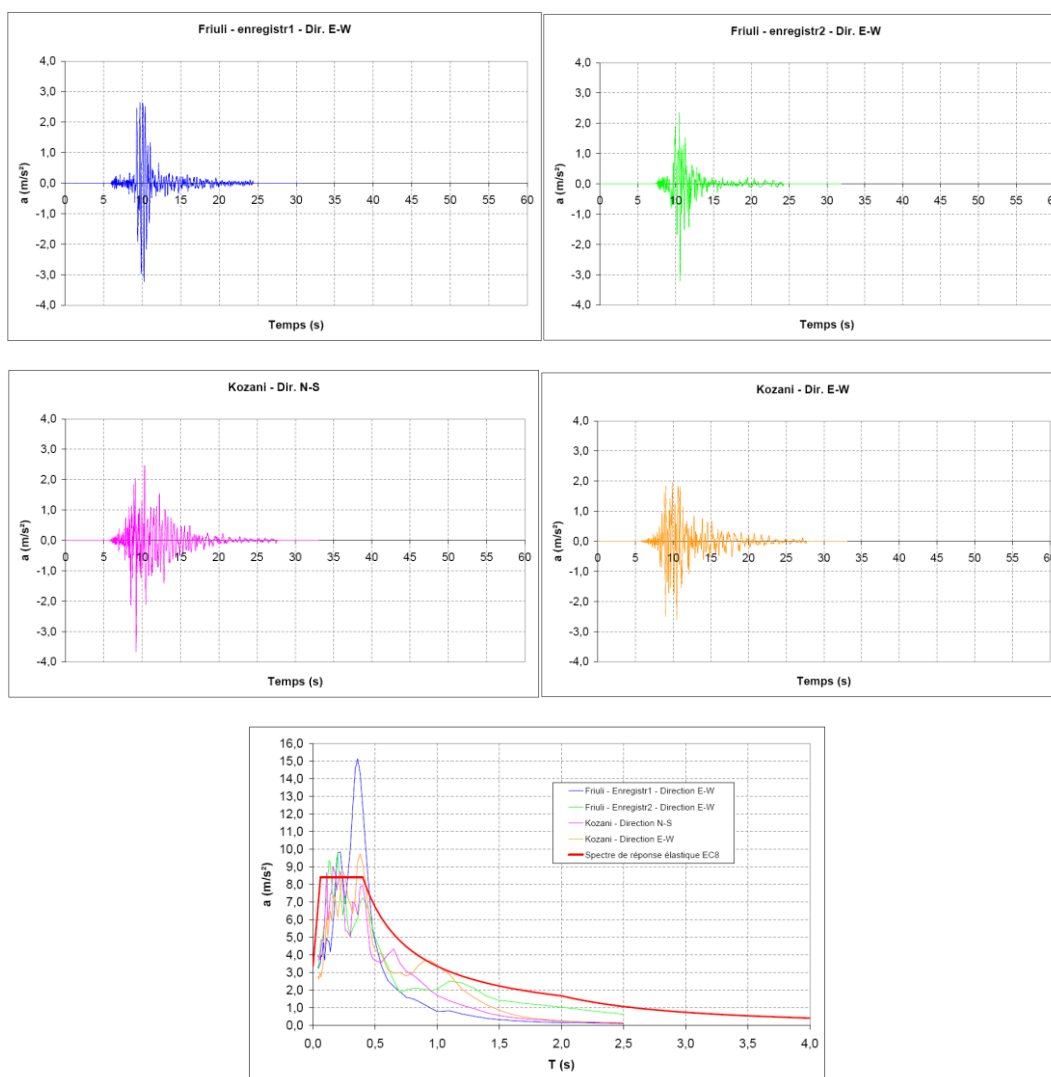 Friuli - enregistr1 - Dir. E-W
4,0
3,0
2,0
1,0
0,0
-1,0
-2,0
-3,0
-4,0
a (m/s²)
0 5 10 15 20 25 30 35 40 45 50 55 60
Temps (s)
Friuli - enregistr2 - Dir. E-W
4,0
3,0
2,0
1,0
0,0
-1,0
-2,0
-3,0
-4,0
a (m/s²)
0 5 10 15 20 25 30 35 40 45 50 55 60
Temps (s)
Kozani - Dir. N-S
4,0
3,0
2,0
1,0
0,0
-1,0
-2,0
-3,0
-4,0
a (m/s²)
0 5 10 15 20 25 30 35 40 45 50 55 60
Temps (s)
Kozani - Dir. E-W
4,0
3,0
2,0
1,0
0,0
-1,0
-2,0
-3,0
-4,0
a (m/s²)
0 5 10 15 20 25 30 35 40 45 50 55 60
Temps (s)
16,0
15,0
14,0
13,0
12,0
11,0
10,0
9,0
8,0
7,0
6,0
5,0
4,0
3,0
2,0
1,0
0,0
a (m/s²)
Friuli - Enregistr1 - Direction E-W
Friuli - Enregistr2 - Direction E-W
Kozani - Direction N-S
Kozani - Direction E-W
Spectre de réponse élastique EC8
0,0 0,5 1,0 1,5 2,0 2,5 3,0 3,5 4,0
T (s)